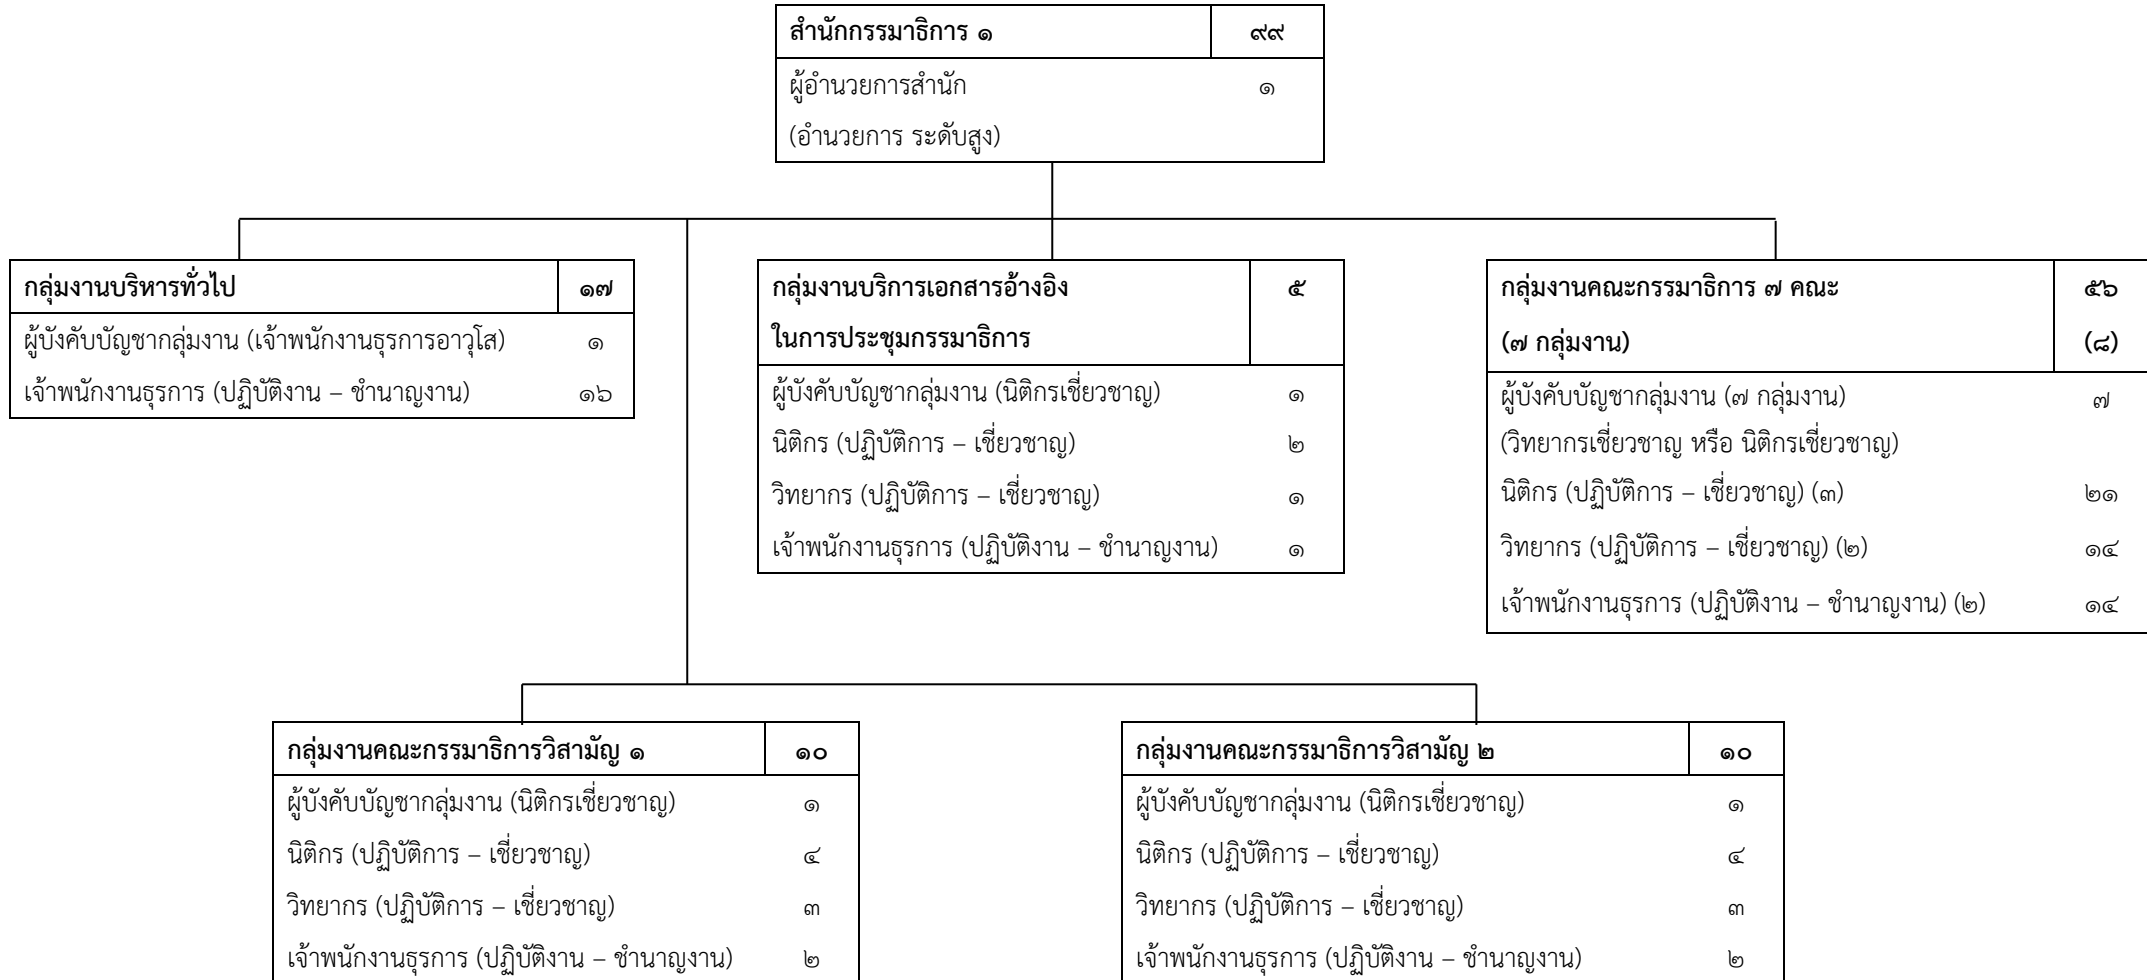 สำนักกรรมาธิการ ๑ ๙๙
ผู้อำนวยการสำนัก ๑
(อำนวยการ ระดับสูง)
กลุ่มงานบริหารทั่วไป ๑๗
ผู้บังคับบัญชากลุ่มงาน (เจ้าพนักงานธุรการอาวุโส) ๑
เจ้าพนักงานธุรการ (ปฏิบัติงาน – ชำนาญงาน) ๑๖
กลุ่มงานบริการเอกสารอ้างอิง ๕
ในการประชุมกรรมาธิการ
ผู้บังคับบัญชากลุ่มงาน (นิติกรเชี่ยวชาญ) ๑
นิติกร (ปฏิบัติการ – เชี่ยวชาญ) ๒
วิทยากร (ปฏิบัติการ – เชี่ยวชาญ) ๑
เจ้าพนักงานธุรการ (ปฏิบัติงาน – ชำนาญงาน) ๑
กลุ่มงานคณะกรรมาธิการ ๗ คณะ ๕๖
(๗ กลุ่มงาน) (๘)
ผู้บังคับบัญชากลุ่มงาน (๗ กลุ่มงาน) ๗
(วิทยากรเชี่ยวชาญ หรือ นิติกรเชี่ยวชาญ)
นิติกร (ปฏิบัติการ – เชี่ยวชาญ) (๓) ๒๑
วิทยากร (ปฏิบัติการ – เชี่ยวชาญ) (๒) ๑๔
เจ้าพนักงานธุรการ (ปฏิบัติงาน – ชำนาญงาน) (๒) ๑๔
กลุ่มงานคณะกรรมาธิการวิสามัญ ๑ ๑๐
ผู้บังคับบัญชากลุ่มงาน (นิติกรเชี่ยวชาญ) ๑
นิติกร (ปฏิบัติการ – เชี่ยวชาญ) ๔
วิทยากร (ปฏิบัติการ – เชี่ยวชาญ) ๓
เจ้าพนักงานธุรการ (ปฏิบัติงาน – ชำนาญงาน) ๒
กลุ่มงานคณะกรรมาธิการวิสามัญ ๒ ๑๐
ผู้บังคับบัญชากลุ่มงาน (นิติกรเชี่ยวชาญ) ๑
นิติกร (ปฏิบัติการ – เชี่ยวชาญ) ๔
วิทยากร (ปฏิบัติการ – เชี่ยวชาญ) ๓
เจ้าพนักงานธุรการ (ปฏิบัติงาน – ชำนาญงาน) ๒